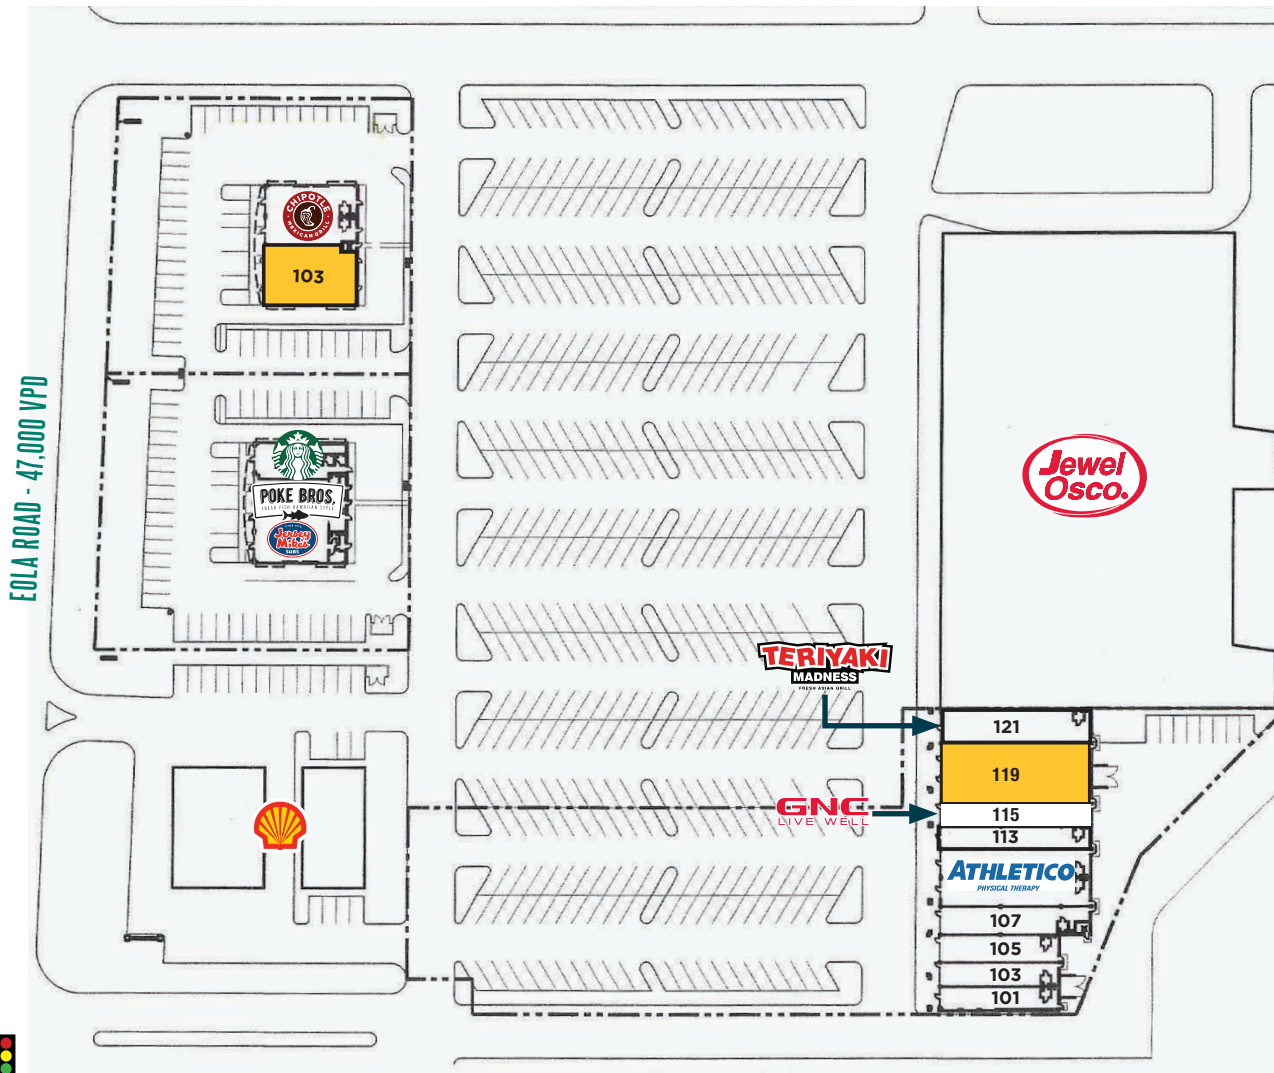 CHIPOTLE
MEXICAN GRILL
103
EOLA ROAD - 47,000 VPD
POKE BROS.
FRESH FISH HAWAIIAN STYLE
Jersey
Mike's
SUBS
Jewel
Osco.
TERIYAKI
MADNESS
FRESH ASIAN GRILL
121
119
GNC
LIVE WELL
115
113
ATHLETICO
PHYSICAL THERAPY
107
105
103
101